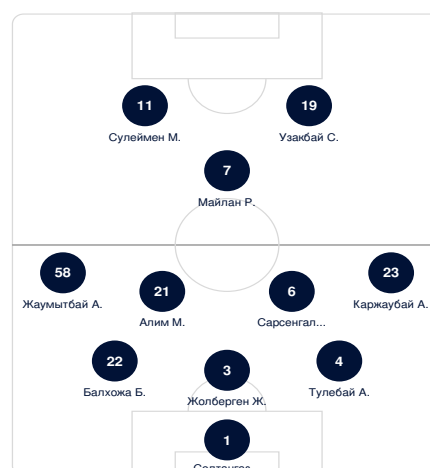 11
19
Сулеймен М.
Узакбай С.
7
Майлан Р.
58
23
21
6
Жаумытбай А.
Каржаубай А.
Алим М.
Сарсенгал...
22
3
4
Балхожа Б.
Тулебай А.
Жолберген Ж.
1